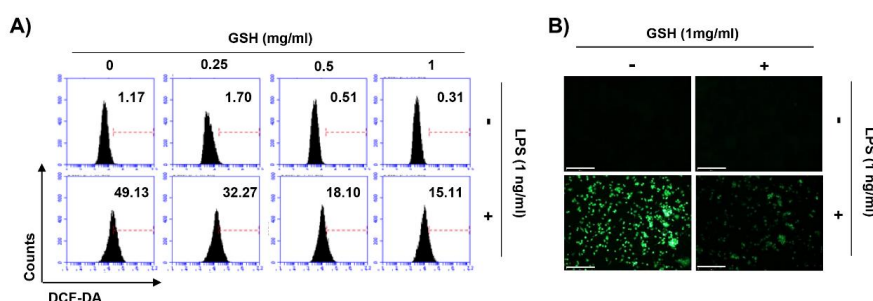 A)
GSH (mg/ml)
0 0.25 0.5 1
1.17 1.70 0.51 0.31
-
49.13 32.27 18.10 15.11
+
LPS (1 ng/ml)
Counts
DCF-DA
B)
GSH (1mg/ml)
- +
-
+
LPS (1 ng/ml)